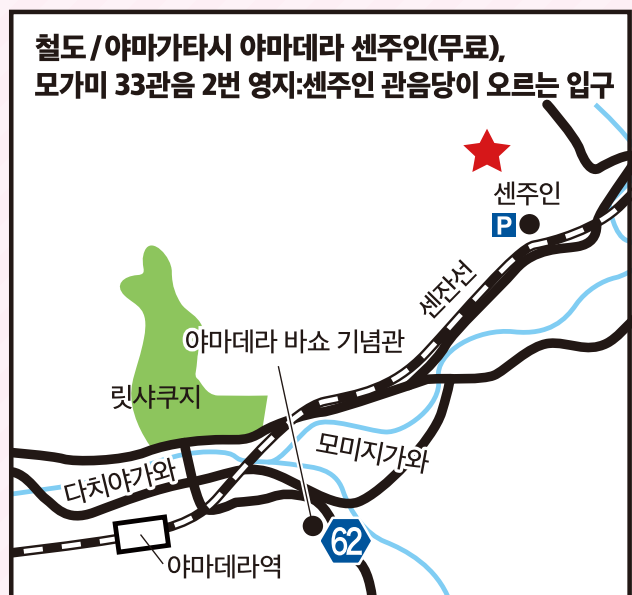 철도/야마가타시 야마데라 센주인(무료),
모가미 33관음 2번 영지:센주인 관음당이 오르는 입구
센주인
P
센잔선
야마데라 바쇼 기념관
릿샤쿠지
모미지가와
다치야가와
62
야마데라역